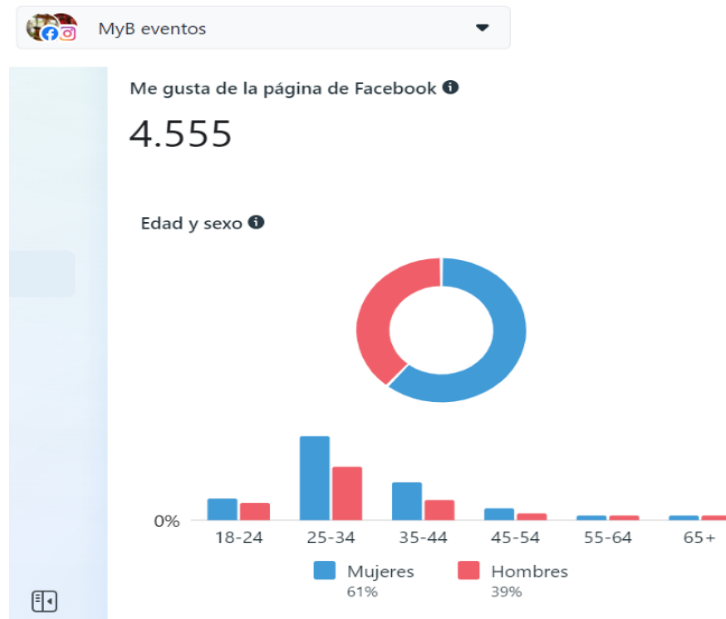 MyB eventos
Me gusta de la página de Facebook
4.555
Edad y sexo
0%
18-24 25-34 35-44 45-54 55-64 65+
Mujeres Hombres
61% 39%